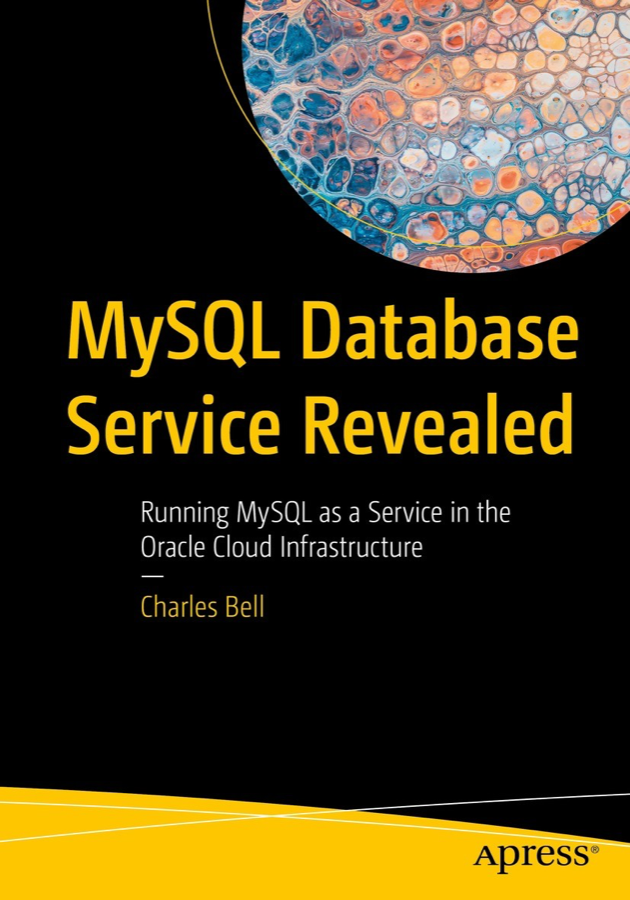 MySQL Database
Service Revealed
Running MySQL as a Service in the
Oracle Cloud Infrastructure
—
Charles Bell
Apress®